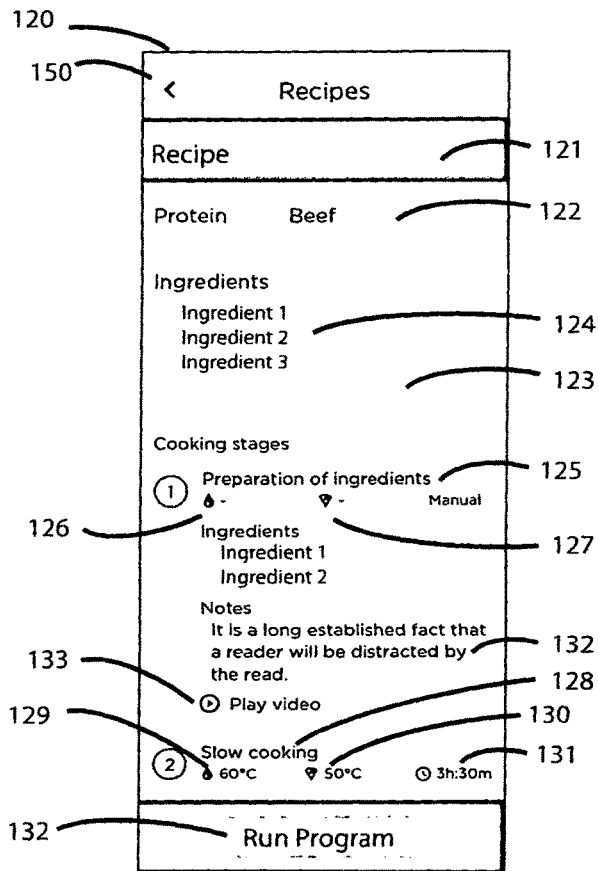 120
150 < Recipes
Recipe 121
Protein Beef 122
Ingredients
Ingredient 1
Ingredient 2 124
Ingredient 3
123
Cooking stages
1 Preparation of ingredients 125
126 - - Manual 127
Ingredients
Ingredient 1
Ingredient 2
Notes
It is a long established fact that
a reader will be distracted by 132
the read.
133 Play video 128
129 Slow cooking 130
2 60°C 50°C 3h:30m 131
132 Run Program